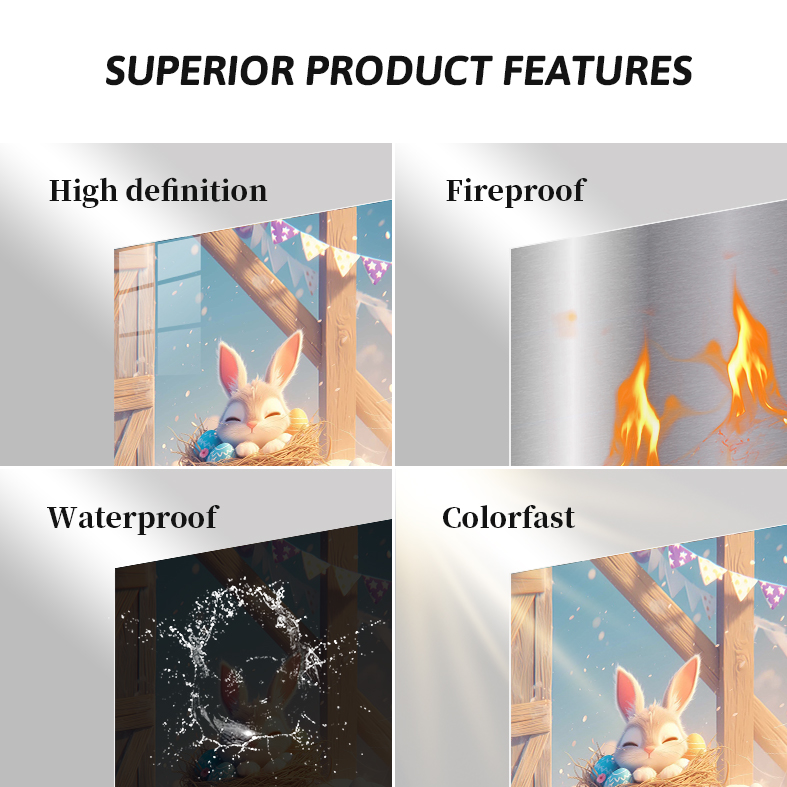 SUPERIOR PRODUCT FEATURES
High definition
Fireproof
Waterproof
Colorfast